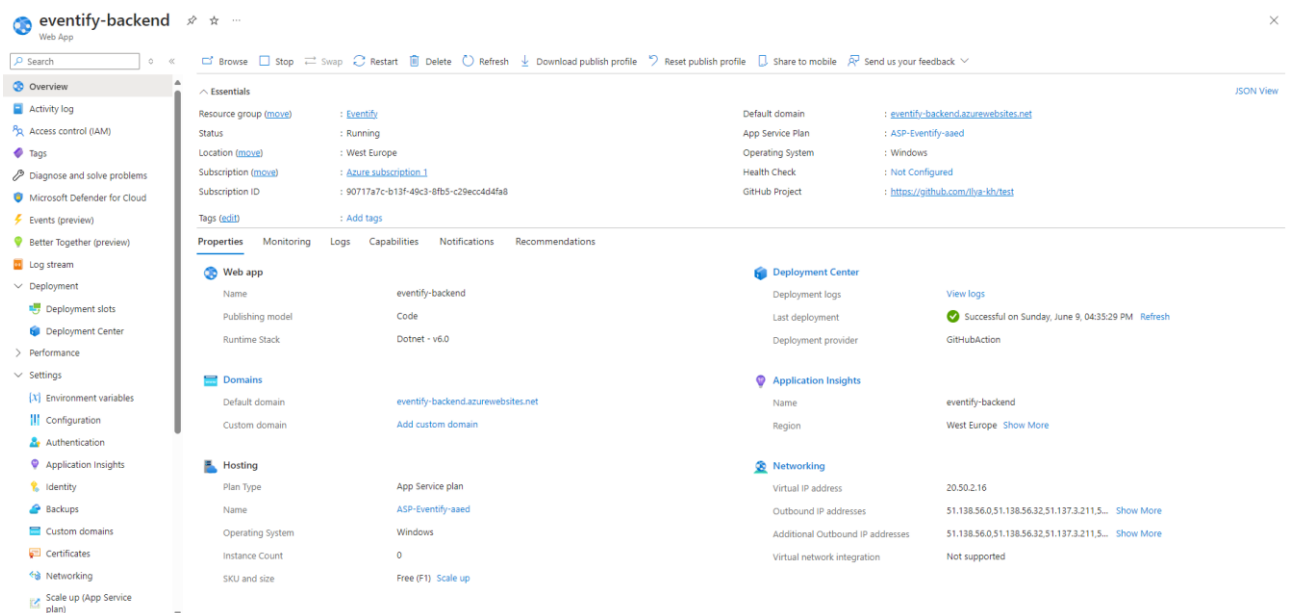 eventify-backend
Web App
Search
Browse Stop Swap Restart Delete Refresh Download publish profile Reset publish profile Share to mobile Send us your feedback
Overview
Activity log
Access control (IAM)
Tags
Diagnose and solve problems
Microsoft Defender for Cloud
Events (preview)
Better Together (preview)
Log stream
Deployment
Deployment slots
Deployment Center
Performance
Settings
Environment variables
Configuration
Authentication
Application Insights
Identity
Backups
Custom domains
Certificates
Networking
Scale up (App Service
plan)
Essentials
JSON View
Resource group (move) : Eventify
Status : Running
Location (move) : West Europe
Subscription (move) : Azure subscription 1
Subscription ID : 90717a7c-b13f-49c3-8fb5-c29ecc4d4fa8
Tags (edit) : Add tags
Default domain : eventify-backend.azurewebsites.net
App Service Plan : ASP-Eventify-aaed
Operating System : Windows
Health Check : Not Configured
GitHub Project : https://github.com/Ilya-kh/test
Properties Monitoring Logs Capabilities Notifications Recommendations
Web app
Name eventify-backend
Publishing model Code
Runtime Stack Dotnet - v6.0
Domains
Default domain eventify-backend.azurewebsites.net
Custom domain Add custom domain
Hosting
Plan Type App Service plan
Name ASP-Eventify-aaed
Operating System Windows
Instance Count 0
SKU and size Free (F1) Scale up
Deployment Center
Deployment logs View logs
Last deployment Successful on Sunday, June 9, 04:35:29 PM Refresh
Deployment provider GitHubAction
Application Insights
Name eventify-backend
Region West Europe Show More
Networking
Virtual IP address 20.50.2.16
Outbound IP addresses 51.138.56.0,51.138.56.32,51.137.3.211,5... Show More
Additional Outbound IP addresses 51.138.56.0,51.138.56.32,51.137.3.211,5... Show More
Virtual network integration Not supported